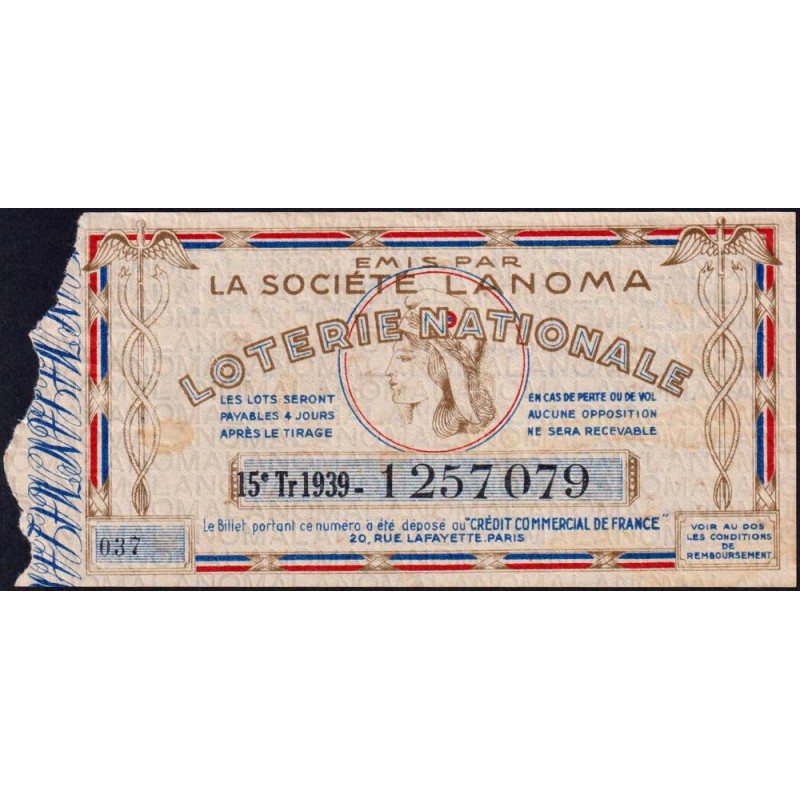 EMIS PAR
LA SOCIÉTÉ LANOMA
LOTERIE NATIONALE
LES LOTS SERONT
PAYABLES 4 JOURS
APRÈS LE TIRAGE
EN CAS DE PERTE OU DE VOL
AUCUNE OPPOSITION
NE SERA RECEVABLE
15e Tr 1939 - 1257079
Le Billet portant ce numéro a été déposé au "CRÉDIT COMMERCIAL DE FRANCE"
20, RUE LAFAYETTE. PARIS
037
VOIR AU DOS
LES CONDITIONS
DE
REMBOURSEMENT